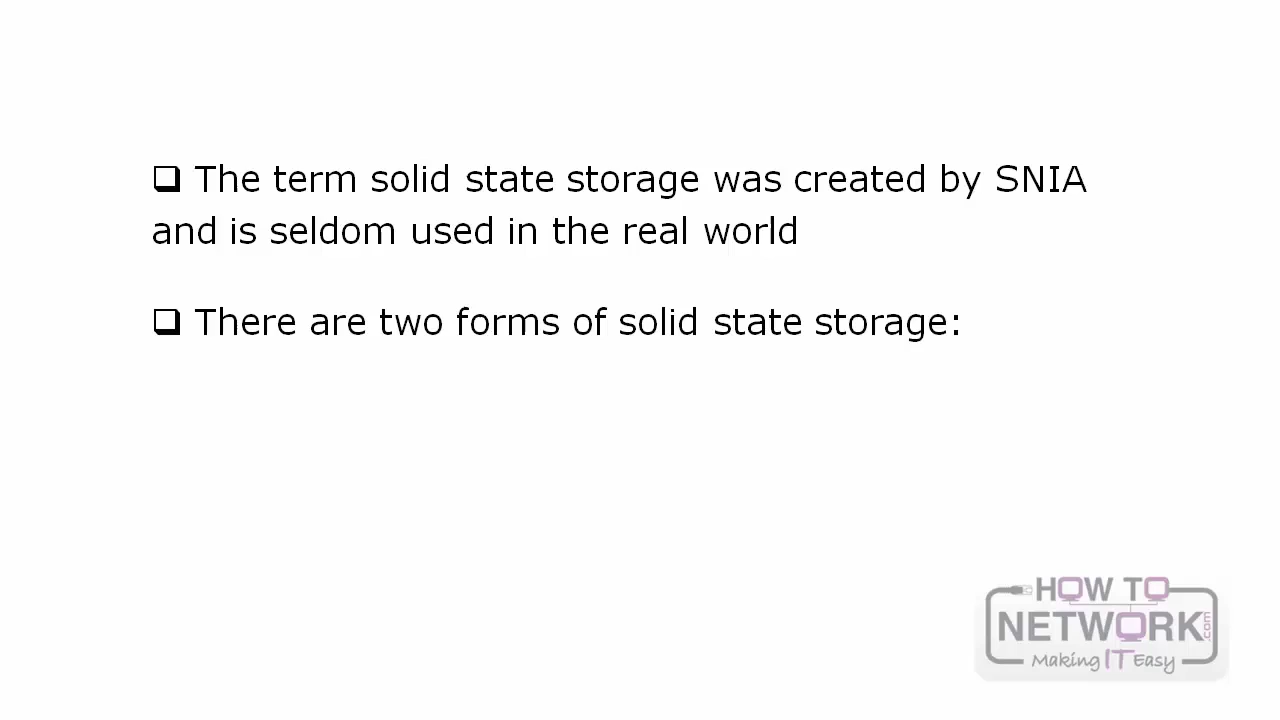 ❑ The term solid state storage was created by SNIA
and is seldom used in the real world
❑ There are two forms of solid state storage:
HOW TO
NETWORK.com
Making IT Easy